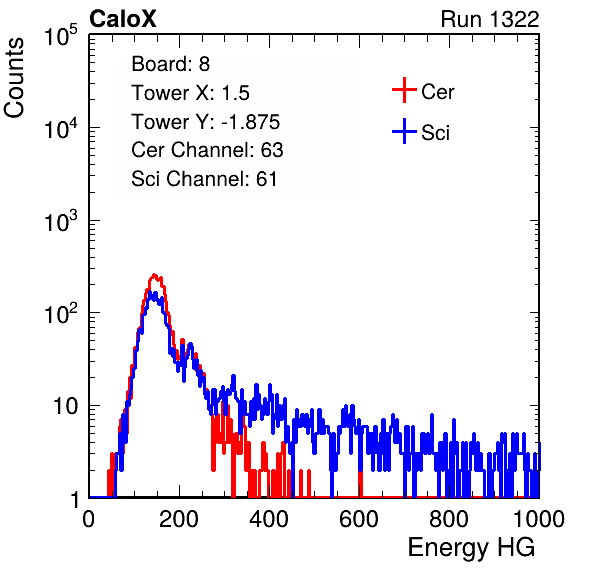 CaloX Run 1322
Counts
10^5
10^4
10^3
10^2
10
1
Board: 8
Tower X: 1.5
Tower Y: -1.875
Cer Channel: 63
Sci Channel: 61
Cer
Sci
0 200 400 600 800 1000
Energy HG